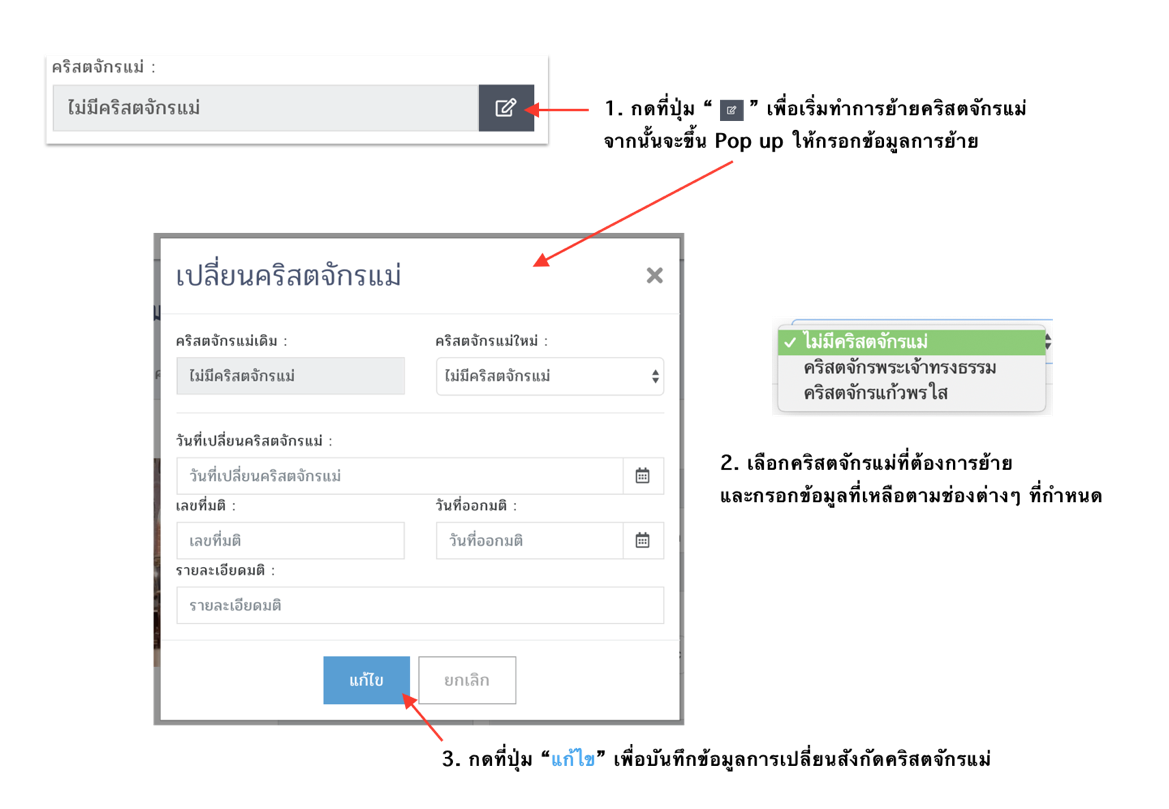 คริสตจักรแม่ :
ไม่มีคริสตจักรแม่
1. กดที่ปุ่ม “ ” เพื่อเริ่มทำการย้ายคริสตจักรแม่
จากนั้นจะขึ้น Pop up ให้กรอกข้อมูลการย้าย
เปลี่ยนคริสตจักรแม่
คริสตจักรแม่เดิม :
คริสตจักรแม่ใหม่ :
ไม่มีคริสตจักรแม่
ไม่มีคริสตจักรแม่
วันที่เปลี่ยนคริสตจักรแม่ :
วันที่เปลี่ยนคริสตจักรแม่
เลขที่มติ :
วันที่ออกมติ :
เลขที่มติ
วันที่ออกมติ
รายละเอียดมติ :
รายละเอียดมติ
แก้ไข
ยกเลิก
ไม่มีคริสตจักรแม่
คริสตจักรพระเจ้าทรงธรรม
คริสตจักรแก้วพรใส
2. เลือกคริสตจักรแม่ที่ต้องการย้าย
และกรอกข้อมูลที่เหลือตามช่องต่างๆ ที่กำหนด
3. กดที่ปุ่ม “แก้ไข” เพื่อบันทึกข้อมูลการเปลี่ยนสังกัดคริสตจักรแม่